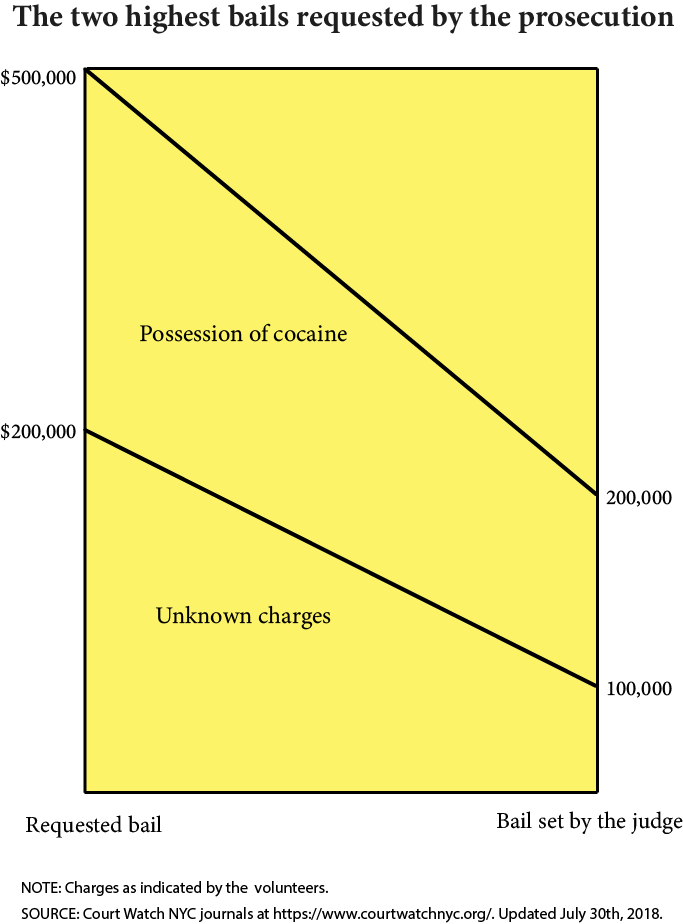 The two highest bails requested by the prosecution
$500,000
Possession of cocaine
$200,000
200,000
Unknown charges
100,000
Requested bail
Bail set by the judge
NOTE: Charges as indicated by the volunteers.
SOURCE: Court Watch NYC journals at https://www.courtwatchnyc.org/. Updated July 30th, 2018.